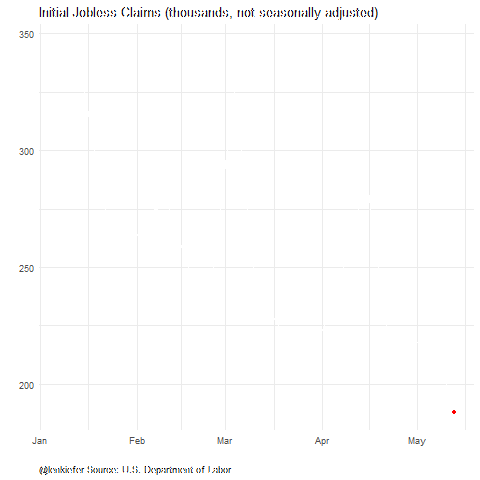 Initial Jobless Claims (thousands, not seasonally adjusted)
350
300
250
200
Jan Feb Mar Apr May
@lenkiefer Source: U.S. Department of Labor